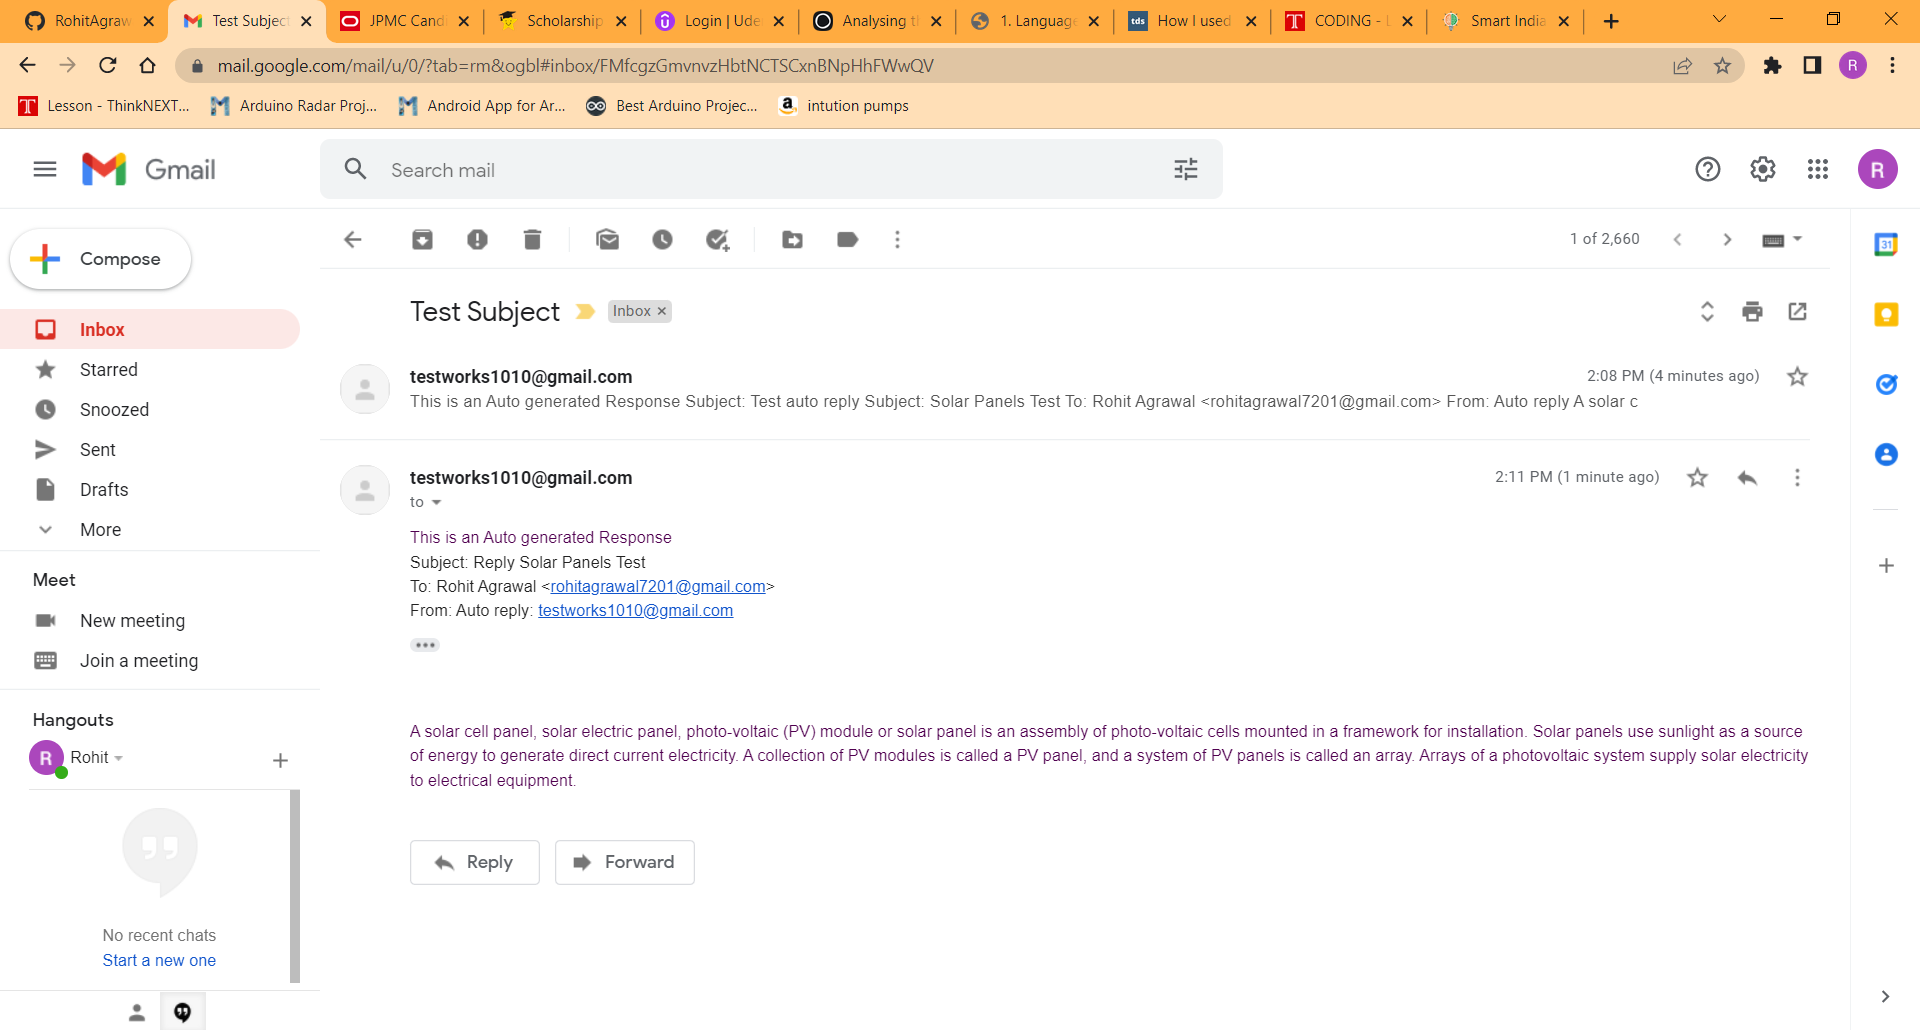 RohitAgraw
Test Subject
JPMC Cand
Scholarship
Login | Ude
Analysing t
1. Language
How I used
CODING - L
Smart India
mail.google.com/mail/u/0/?tab=rm&ogbl#inbox/FMfcgzGmvnvzHbtNCTSCxnBNpHhFWwQV
R
Lesson - ThinkNEXT...
Arduino Radar Proj...
Android App for Ar...
Best Arduino Projec...
intution pumps
Gmail
Search mail
R
Compose
1 of 2,660
31
Test Subject
Inbox ×
Inbox
Starred
Snoozed
Sent
Drafts
More
testworks1010@gmail.com
2:08 PM (4 minutes ago)
This is an Auto generated Response Subject: Test auto reply Subject: Solar Panels Test To: Rohit Agrawal <rohitagrawal7201@gmail.com> From: Auto reply A solar c
testworks1010@gmail.com
2:11 PM (1 minute ago)
to
This is an Auto generated Response
Subject: Reply Solar Panels Test
To: Rohit Agrawal <rohitagrawal7201@gmail.com>
From: Auto reply: testworks1010@gmail.com
Meet
New meeting
Join a meeting
Hangouts
R
Rohit
A solar cell panel, solar electric panel, photo-voltaic (PV) module or solar panel is an assembly of photo-voltaic cells mounted in a framework for installation. Solar panels use sunlight as a source
of energy to generate direct current electricity. A collection of PV modules is called a PV panel, and a system of PV panels is called an array. Arrays of a photovoltaic system supply solar electricity
to electrical equipment.
Reply
Forward
No recent chats
Start a new one